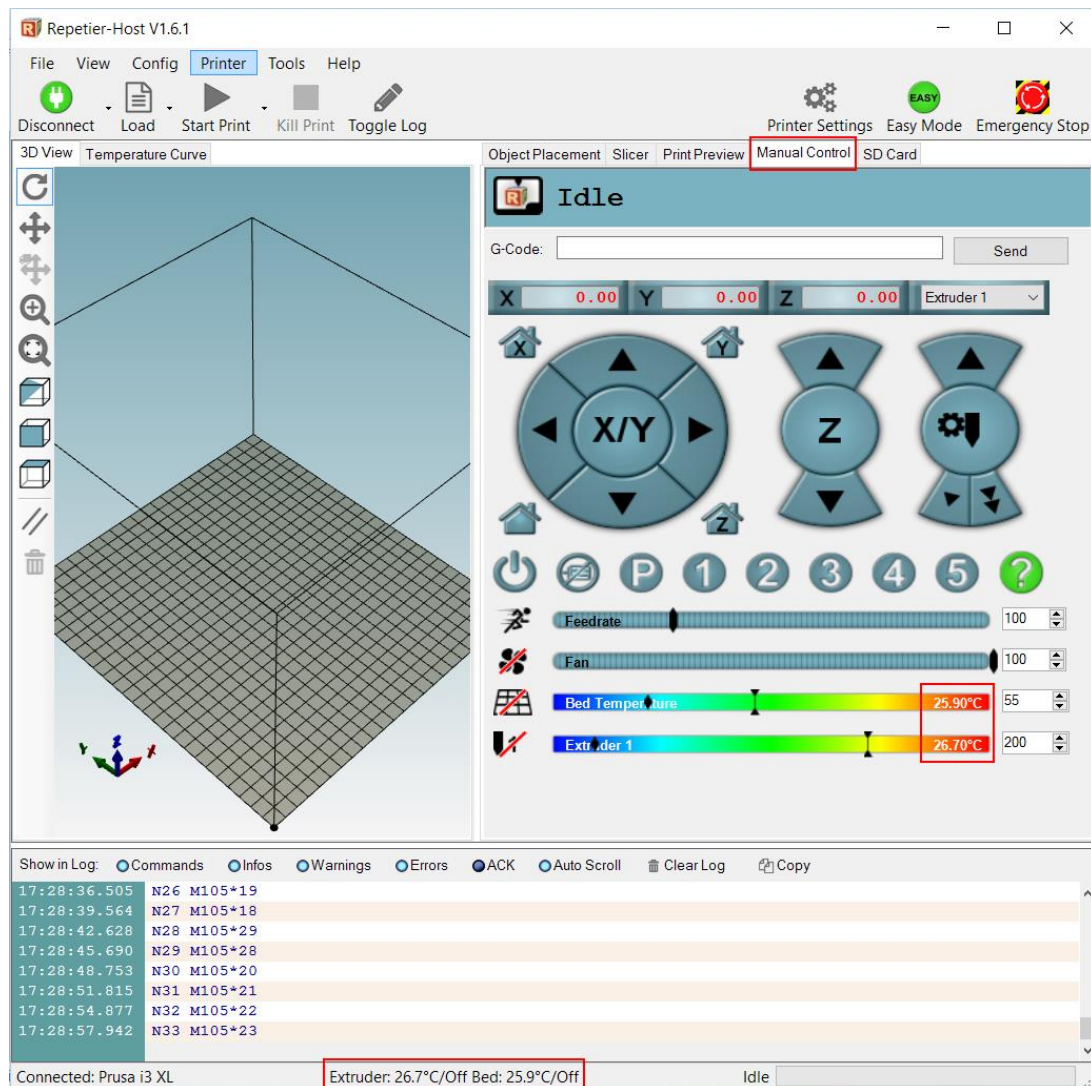 Repetier-Host V1.6.1
File View Config Printer Tools Help
EASY
Disconnect Load Start Print Kill Print Toggle Log Printer Settings Easy Mode Emergency Stop
3D View Temperature Curve
Object Placement Slicer Print Preview Manual Control SD Card
R Idle
G-Code: Send
X 0.00 Y 0.00 Z 0.00 Extruder 1
X Y
X/Y Z
Z
P 1 2 3 4 5 ?
Feedrate 100
Fan 100
Bed Temperature 25.90°C 55
1 Extruder 1 26.70°C 200
Y Z X
Show in Log: Commands Infos Warnings Errors ACK Auto Scroll Clear Log Copy
17:28:36.505 N26 M105*19
17:28:39.564 N27 M105*18
17:28:42.628 N28 M105*29
17:28:45.690 N29 M105*28
17:28:48.753 N30 M105*20
17:28:51.815 N31 M105*21
17:28:54.877 N32 M105*22
17:28:57.942 N33 M105*23
Connected: Prusa i3 XL Extruder: 26.7°C/Off Bed: 25.9°C/Off Idle